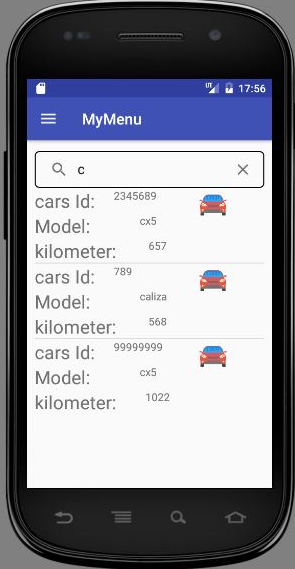 17:56
MyMenu
c
cars Id: 2345689
Model: cx5
kilometer: 657
cars Id: 789
Model: caliza
kilometer: 568
cars Id: 99999999
Model: cx5
kilometer: 1022